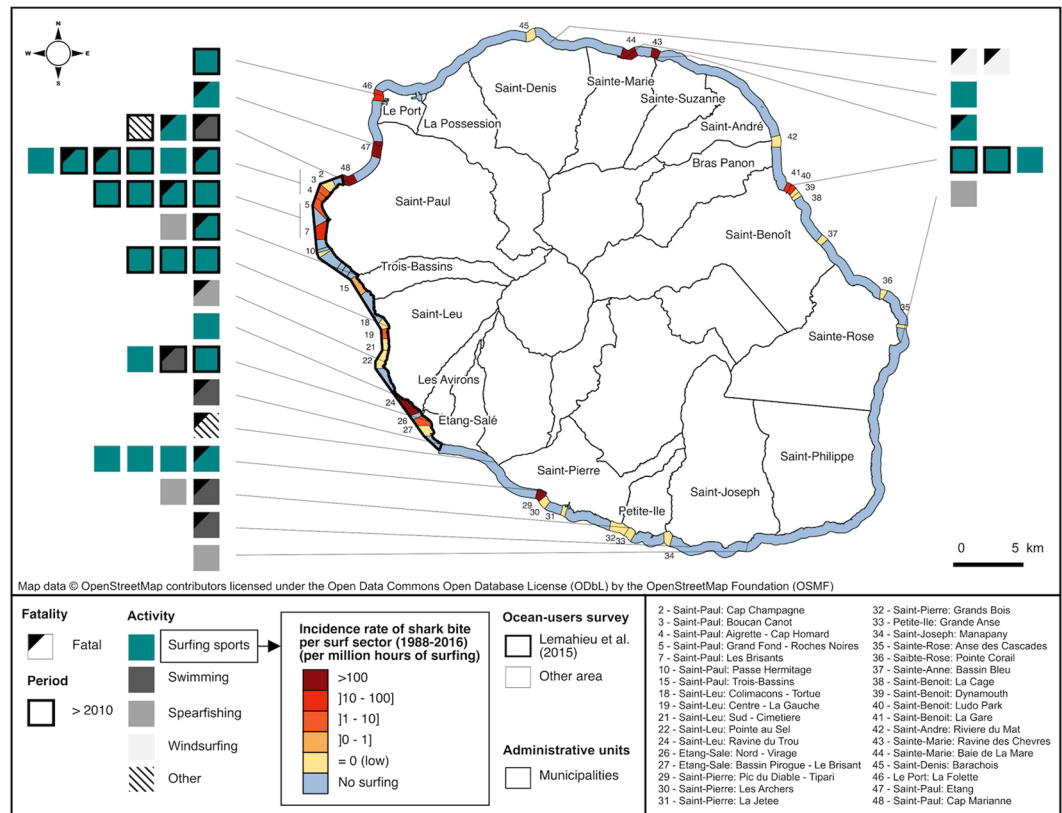 N
W E
S
45
44 43
46
Saint-Denis
Sainte-Marie
Sainte-Suzanne
Le Port
La Possession
Saint-André
42
47
Bras Panon
48
2
3
4
41 40
39
38
Saint-Paul
5
7
Saint-Benoît
37
10
Trois-Bassins
15
36
35
Saint-Leu
18
19
21
22
Sainte-Rose
Les Avirons
24
26
27
Étang-Salé
Saint-Philippe
Saint-Pierre
Saint-Joseph
29
30
31
Petite-Ile
32
33
34
0 5 km
Map data © OpenStreetMap contributors licensed under the Open Data Commons Open Database License (ODbL) by the OpenStreetMap Foundation (OSMF)
Fatality
Fatal
Period
> 2010
Activity
Surfing sports
Swimming
Spearfishing
Windsurfing
Other
Incidence rate of shark bite
per surf sector (1988-2016)
(per million hours of surfing)
>100
]10 - 100]
]1 - 10]
]0 - 1]
= 0 (low)
No surfing
Ocean-users survey
Lemahieu et al.
(2015)
Other area
Administrative units
Municipalities
2 - Saint-Paul: Cap Champagne
3 - Saint-Paul: Boucan Canot
4 - Saint-Paul: Aigrette - Cap Homard
5 - Saint-Paul: Grand Fond - Roches Noires
7 - Saint-Paul: Les Brisants
10 - Saint-Paul: Passe Hermitage
15 - Saint-Paul: Trois-Bassins
18 - Saint-Leu: Colimacons - Tortue
19 - Saint-Leu: Centre - La Gauche
21 - Saint-Leu: Sud - Cimetiere
22 - Saint-Leu: Pointe au Sel
24 - Saint-Leu: Ravine du Trou
26 - Etang-Sale: Nord - Virage
27 - Etang-Sale: Bassin Pirogue - Le Brisant
29 - Saint-Pierre: Pic du Diable - Tipari
30 - Saint-Pierre: Les Archers
31 - Saint-Pierre: La Jetee
32 - Saint-Pierre: Grands Bois
33 - Petite-Ile: Grande Anse
34 - Saint-Joseph: Manapany
35 - Sainte-Rose: Anse des Cascades
36 - Sainte-Rose: Pointe Corail
37 - Sainte-Anne: Bassin Bleu
38 - Saint-Benoit: La Cage
39 - Saint-Benoit: Dynamouth
40 - Saint-Benoit: Ludo Park
41 - Saint-Benoit: La Gare
42 - Saint-Andre: Riviere du Mat
43 - Sainte-Marie: Ravine des Chevres
44 - Sainte-Marie: Baie de La Mare
45 - Saint-Denis: Barachois
46 - Le Port: La Folette
47 - Saint-Paul: Etang
48 - Saint-Paul: Cap Marianne